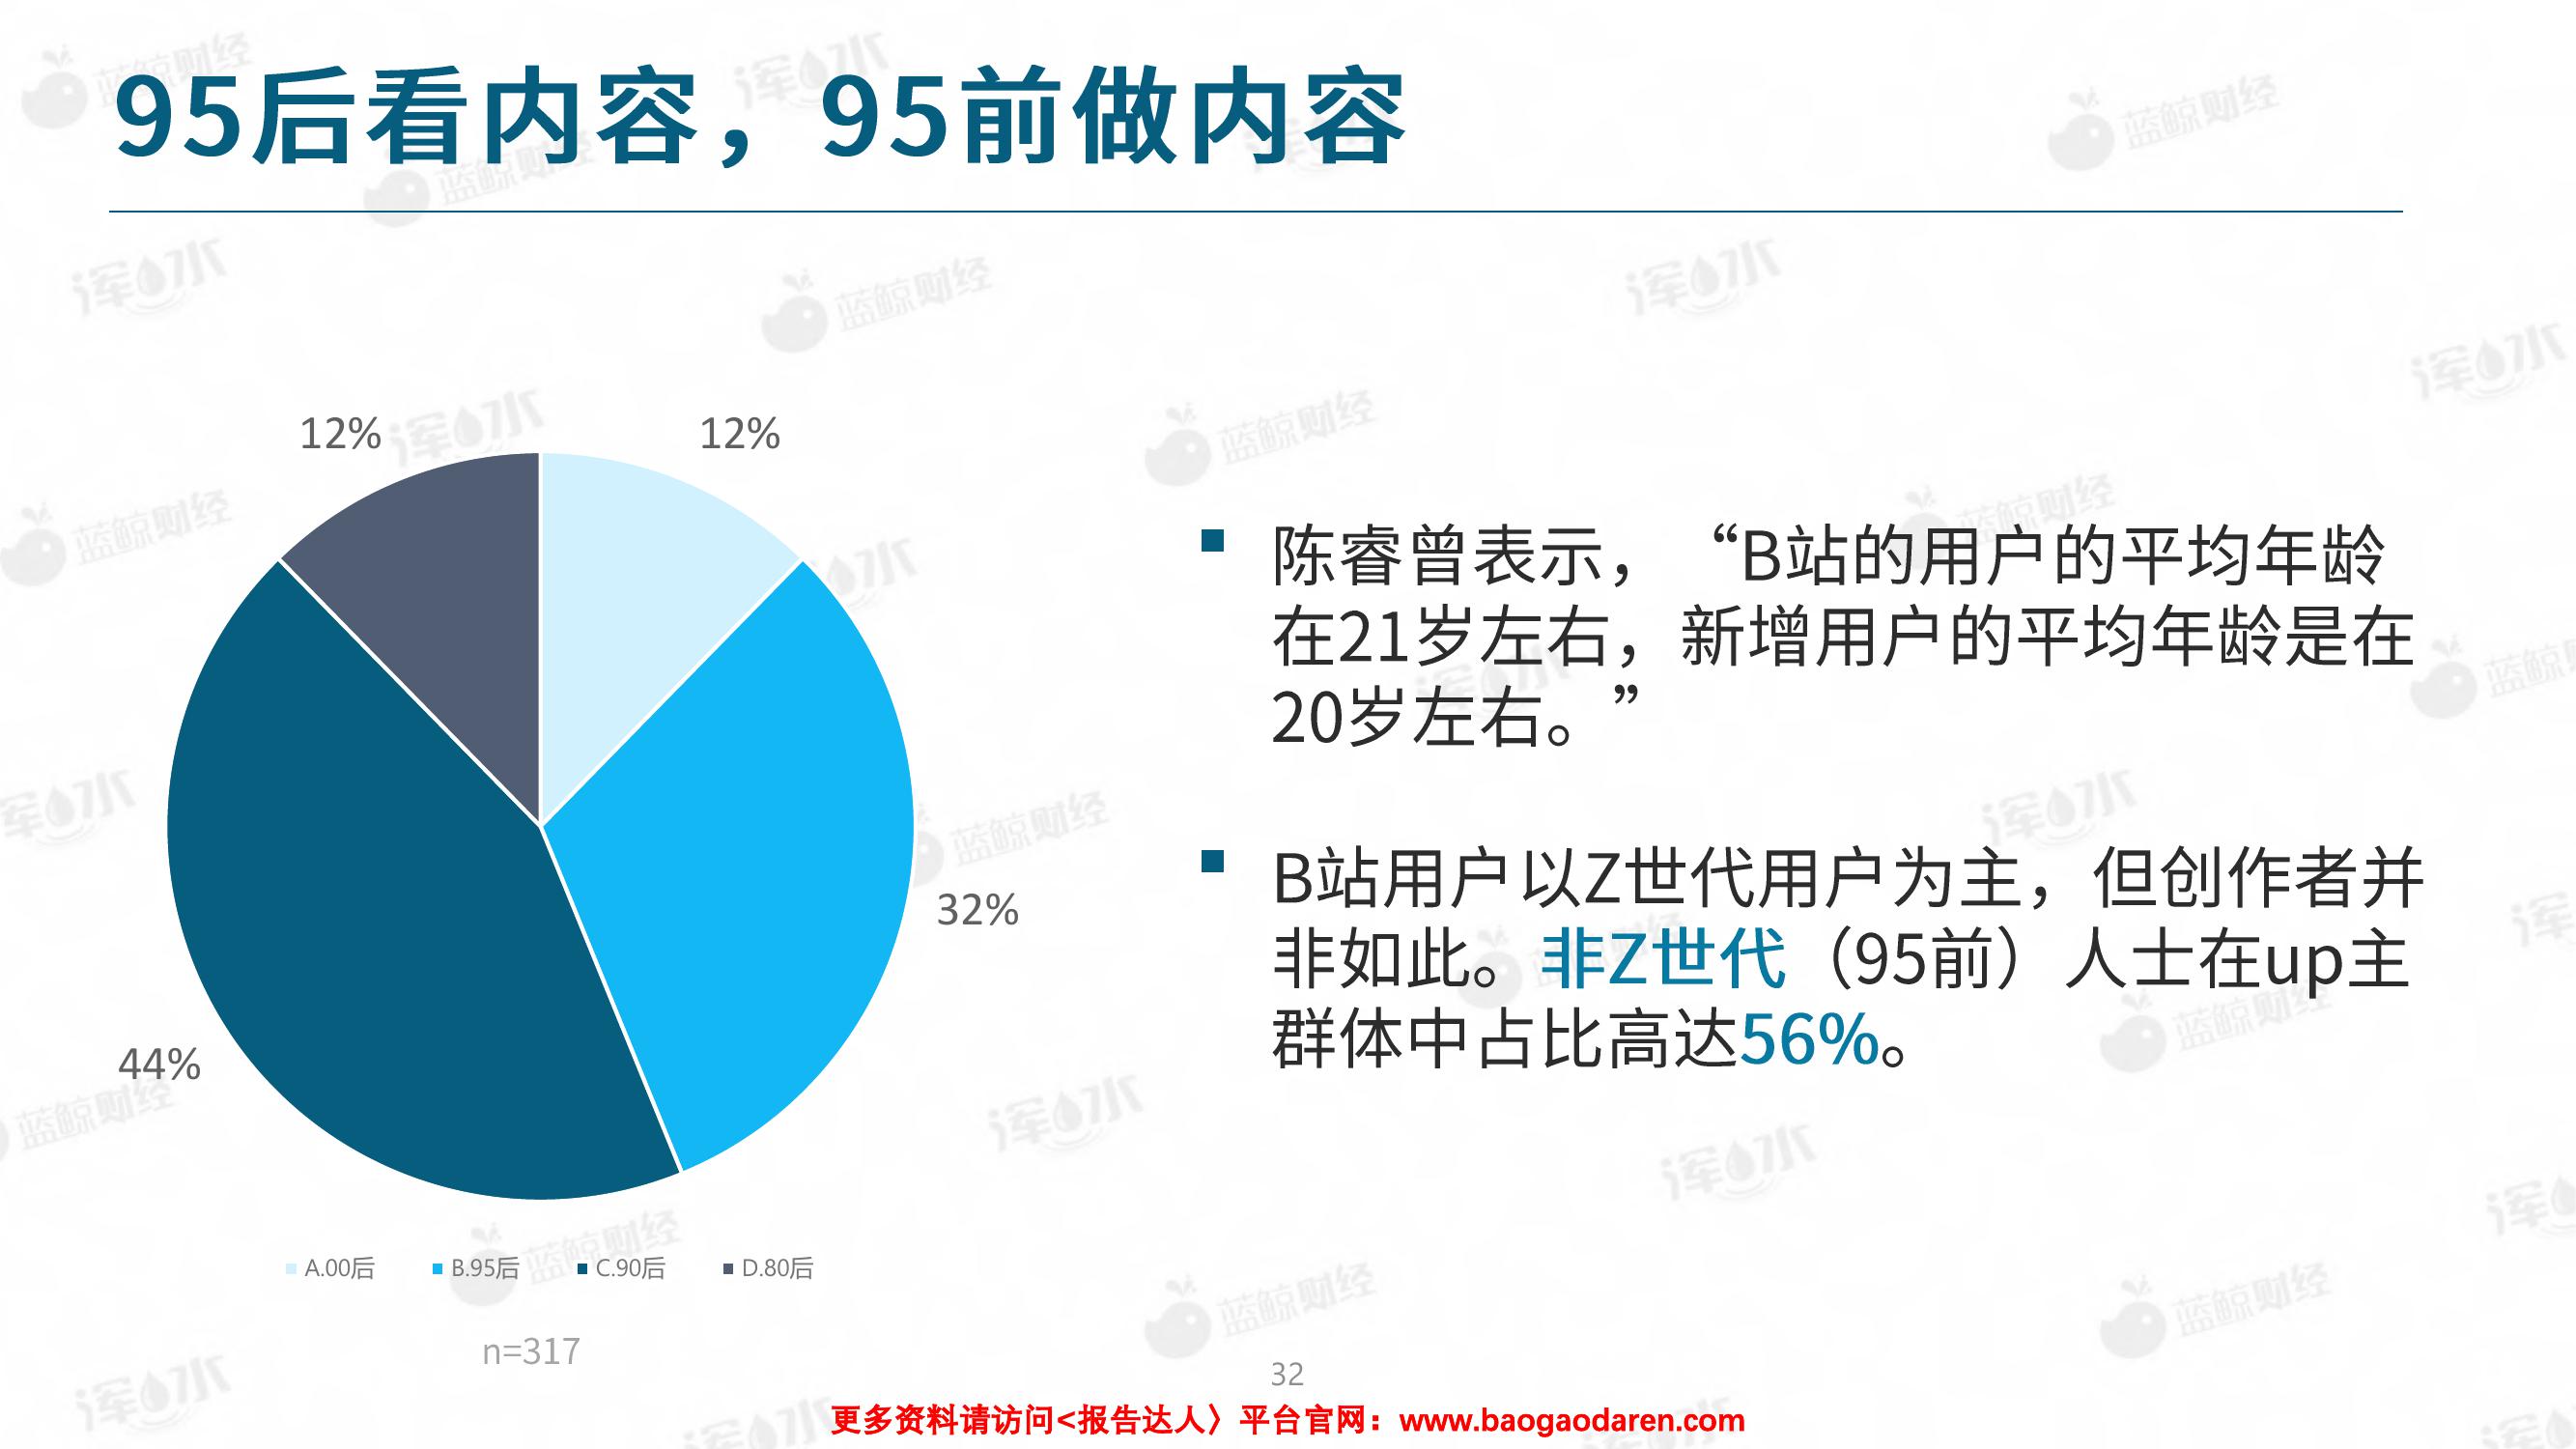 95后看内容，95前做内容
12%
12%
32%
44%
A.00后 B.95后 C.90后 D.80后
n=317
陈睿曾表示，“B站的用户的平均年龄
在21岁左右，新增用户的平均年龄是在
20岁左右。”
B站用户以Z世代用户为主，但创作者并
非如此。非Z世代（95前）人士在up主
群体中占比高达56%。
32
更多资料请访问<报告达人〉平台官网：www.baogaodaren.com
蓝鲸财经
浑水